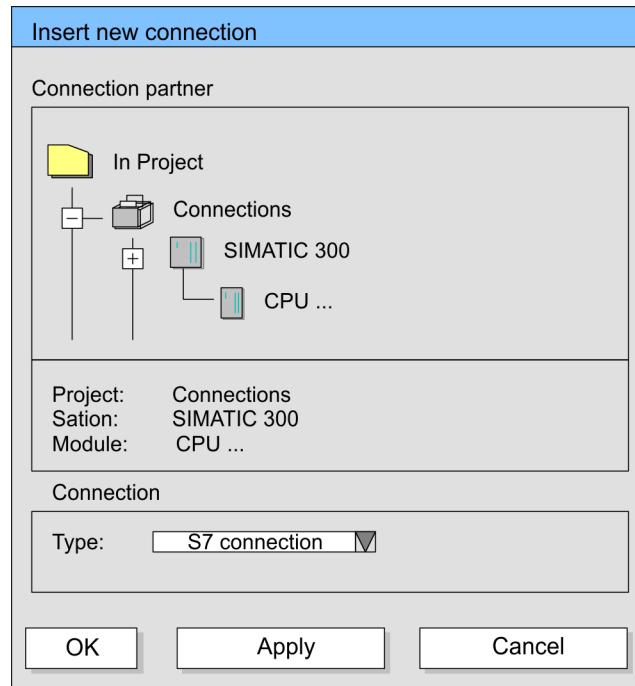 Insert new connection
Connection partner
In Project
Connections
SIMATIC 300
CPU ...
Project: Connections
Sation: SIMATIC 300
Module: CPU ...
Connection
Type: S7 connection
OK Apply Cancel